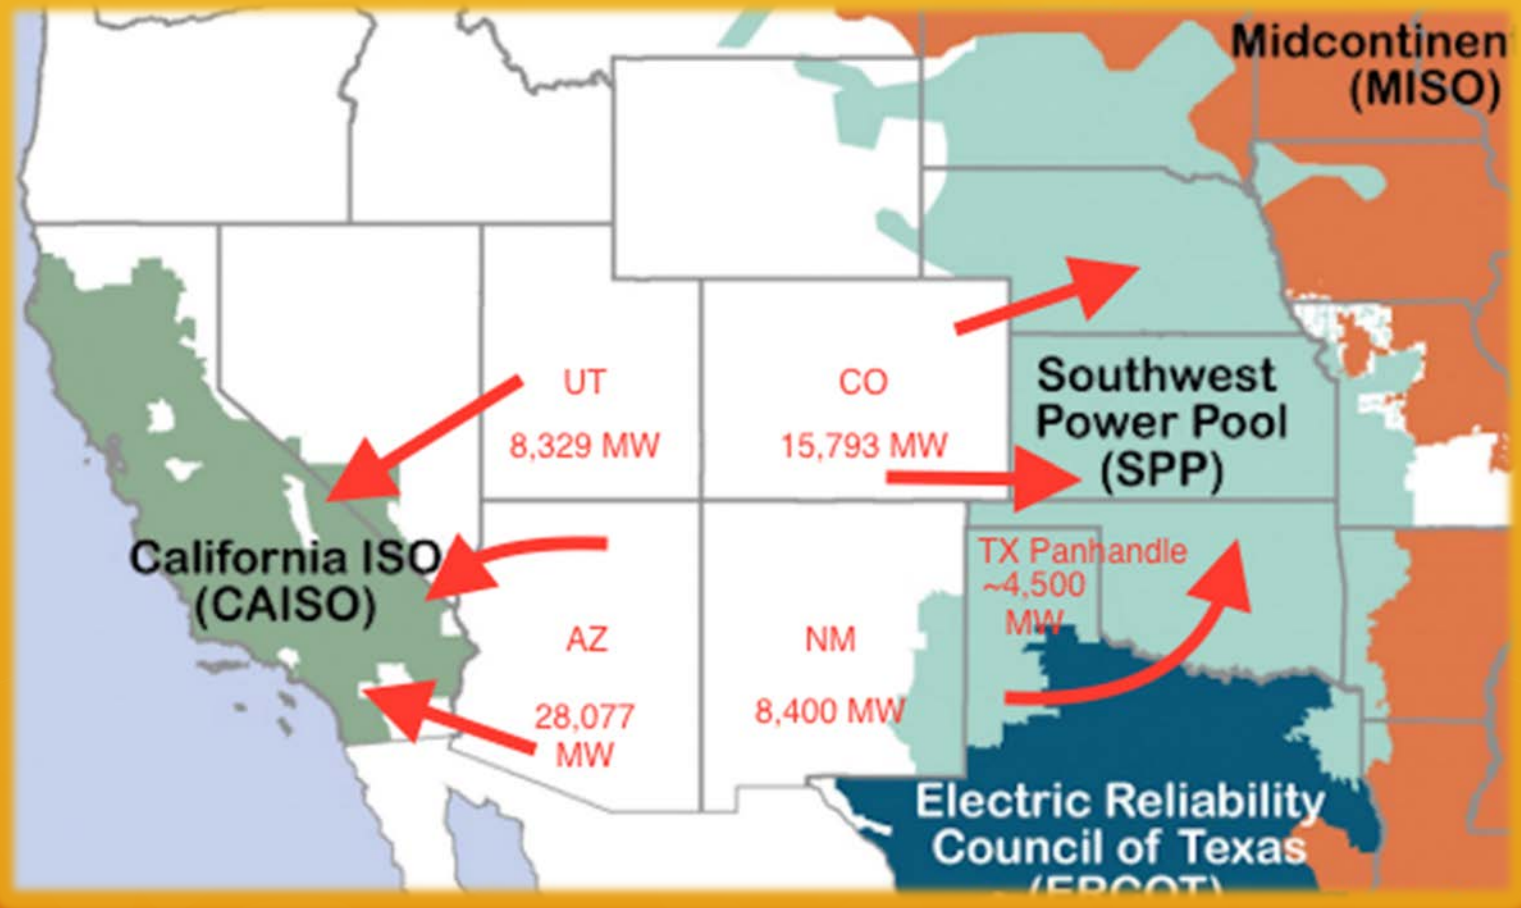 Midcontinen
(MISO)
UT
8,329 MW
CO
15,793 MW
Southwest
Power Pool
(SPP)
California ISO
(CAISO)
TX Panhandle
~4,500
MW
AZ
28,077
MW
NM
8,400 MW
Electric Reliability
Council of Texas
(ERCOT)